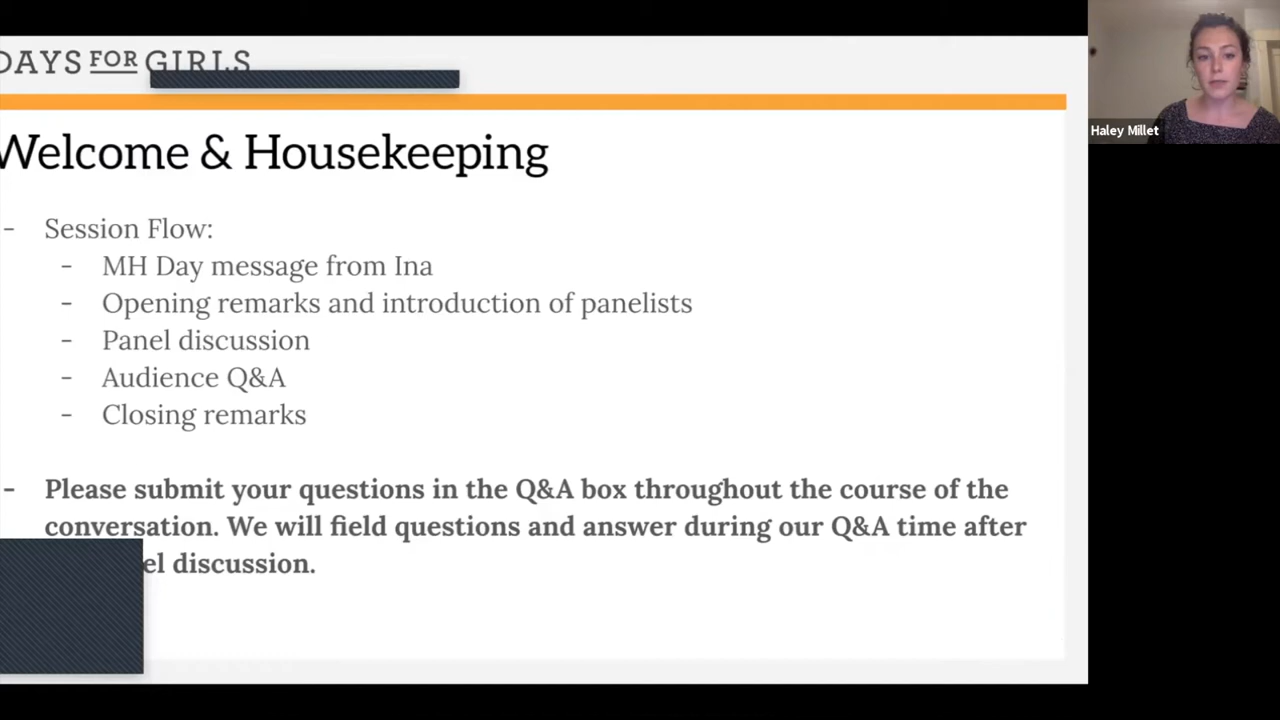 DAYS FOR GIRLS
Welcome & Housekeeping
- Session Flow:
- MH Day message from Ina
- Opening remarks and introduction of panelists
- Panel discussion
- Audience Q&A
- Closing remarks
- Please submit your questions in the Q&A box throughout the course of the
conversation. We will field questions and answer during our Q&A time after
el discussion.
Haley Millet